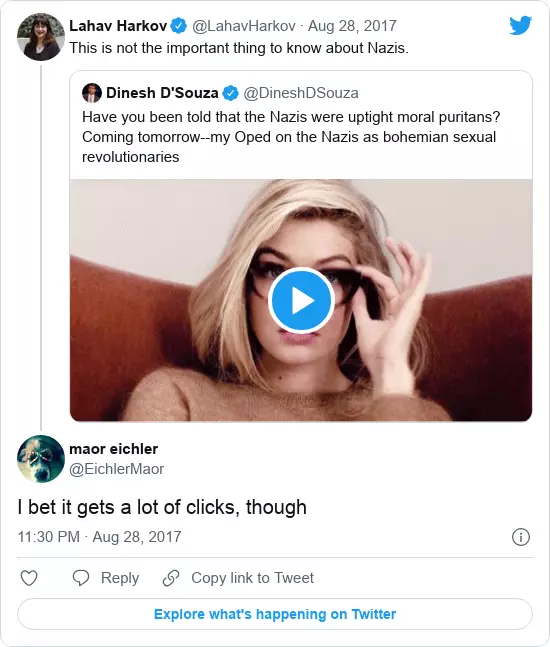 Lahav Harkov @LahavHarkov · Aug 28, 2017
This is not the important thing to know about Nazis.
Dinesh D'Souza @DineshDSouza
Have you been told that the Nazis were uptight moral puritans?
Coming tomorrow--my Oped on the Nazis as bohemian sexual
revolutionaries
maor eichler
@EichlerMaor
I bet it gets a lot of clicks, though
11:30 PM · Aug 28, 2017
Reply Copy link to Tweet
Explore what's happening on Twitter